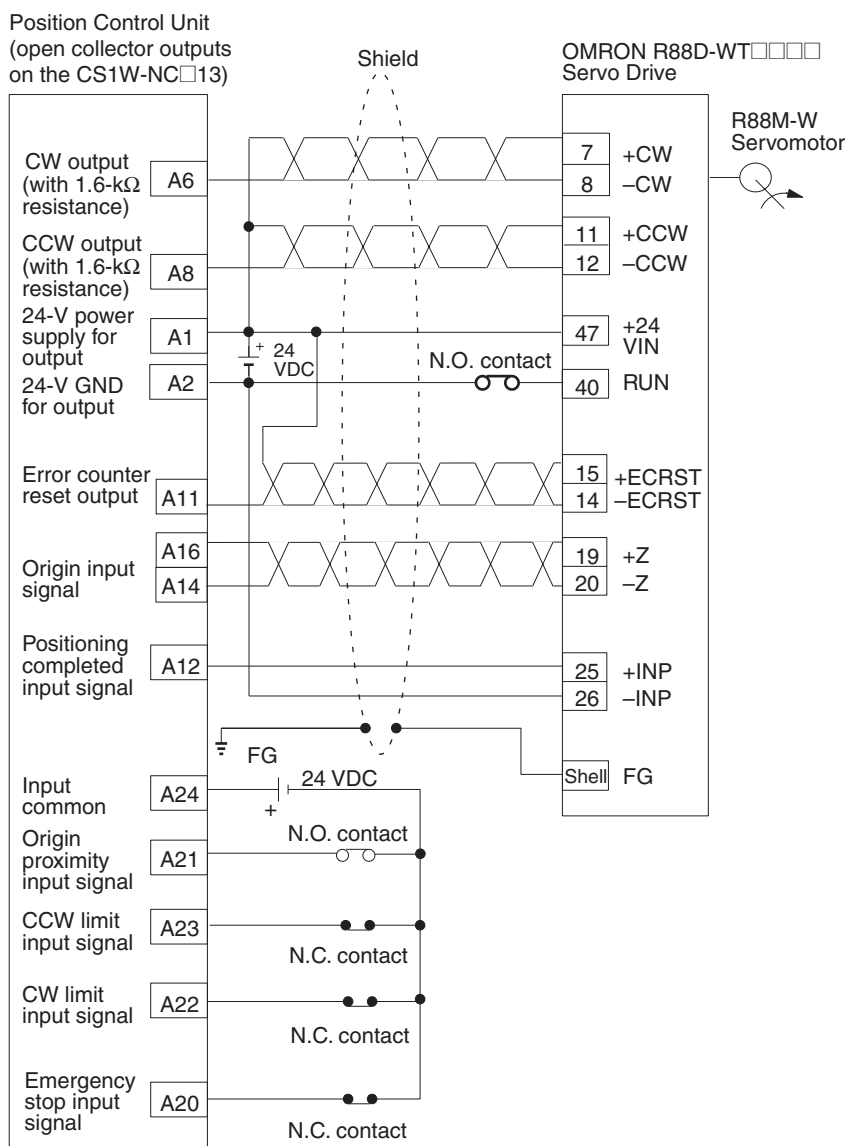 Position Control Unit
(open collector outputs
on the CS1W-NC□13)
Shield
OMRON R88D-WT□□□□
Servo Drive
R88M-W
Servomotor
CW output
(with 1.6-kΩ
resistance)
A6
7
+CW
8
–CW
CCW output
(with 1.6-kΩ
resistance)
A8
11
+CCW
12
–CCW
24-V power
supply for
output
A1
+ 24
VDC
47
+24
VIN
24-V GND
for output
A2
N.O. contact
40
RUN
Error counter
reset output
A11
15
+ECRST
14
–ECRST
Origin input
signal
A16
A14
19
+Z
20
–Z
Positioning
completed
input signal
A12
25
+INP
26
–INP
FG
Shell
FG
Input
common
A24
24 VDC
+
Origin
proximity
input signal
A21
N.O. contact
CCW limit
input signal
A23
N.C. contact
CW limit
input signal
A22
N.C. contact
Emergency
stop input
signal
A20
N.C. contact